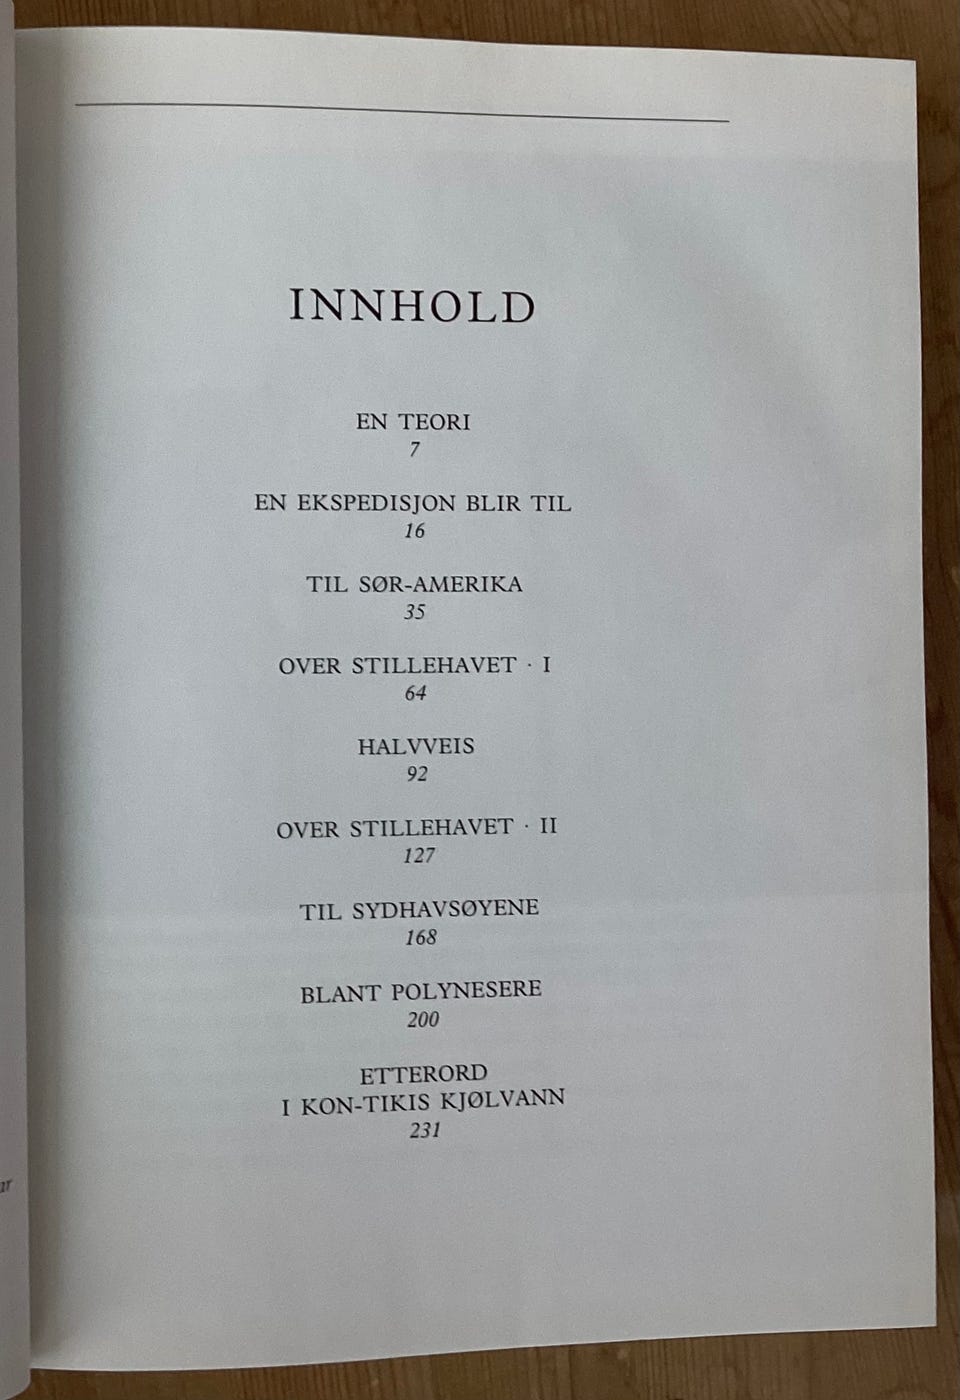 INNHOLD
EN TEORI
7
EN EKSPEDISJON BLIR TIL
16
TIL SØR-AMERIKA
35
OVER STILLEHAVET · I
64
HALVVEIS
92
OVER STILLEHAVET · II
127
TIL SYDHAVSØYENE
168
BLANT POLYNESERE
200
ETTERORD
I KON-TIKIS KJØLVANN
231